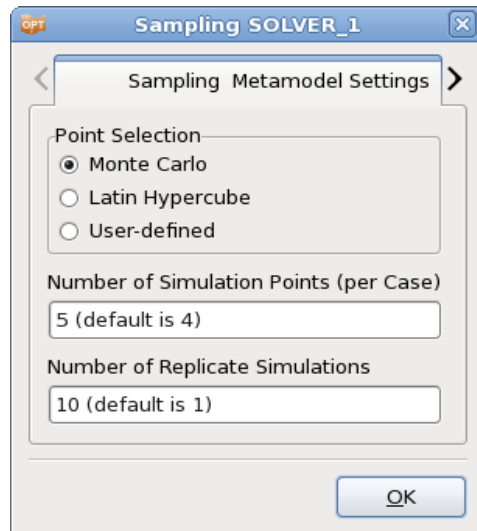 OPT Sampling SOLVER_1
Sampling Metamodel Settings
Point Selection
Monte Carlo
Latin Hypercube
User-defined
Number of Simulation Points (per Case)
5 (default is 4)
Number of Replicate Simulations
10 (default is 1)
OK